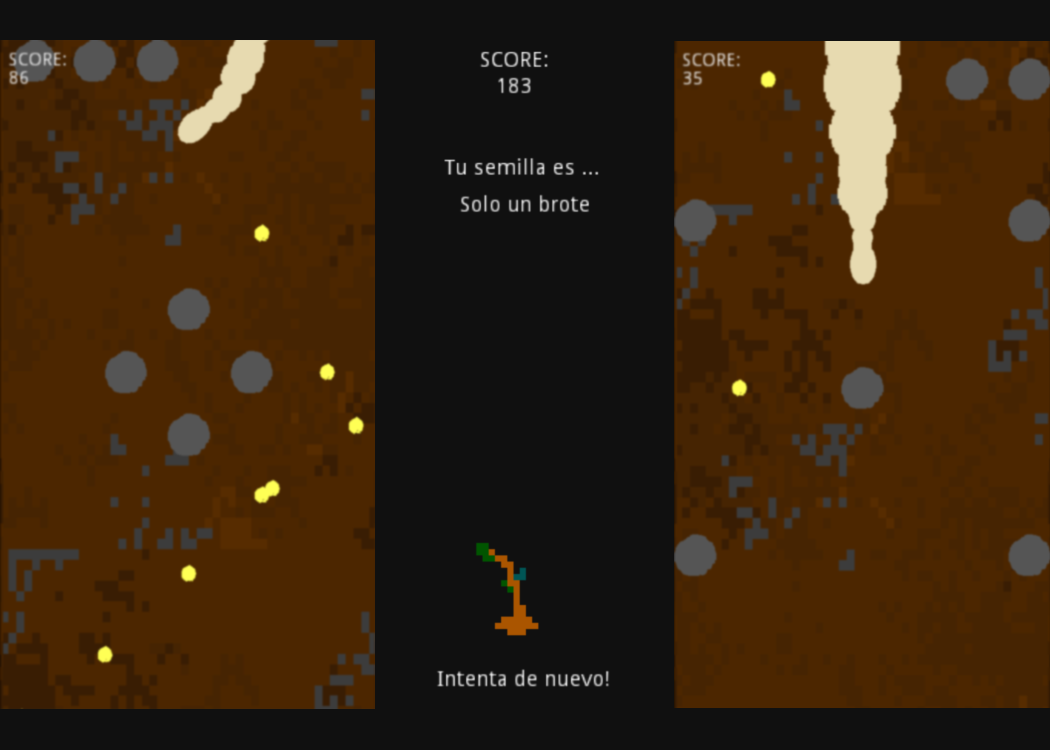 SCORE:
86
SCORE:
183
Tu semilla es ...
Solo un brote
Intenta de nuevo!
SCORE:
35